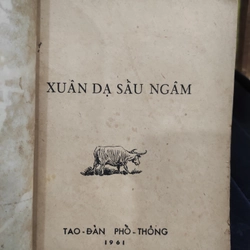 XUÂN DẠ SẦU NGÂM
TAO-ĐÀN PHỔ-THÔNG
1961